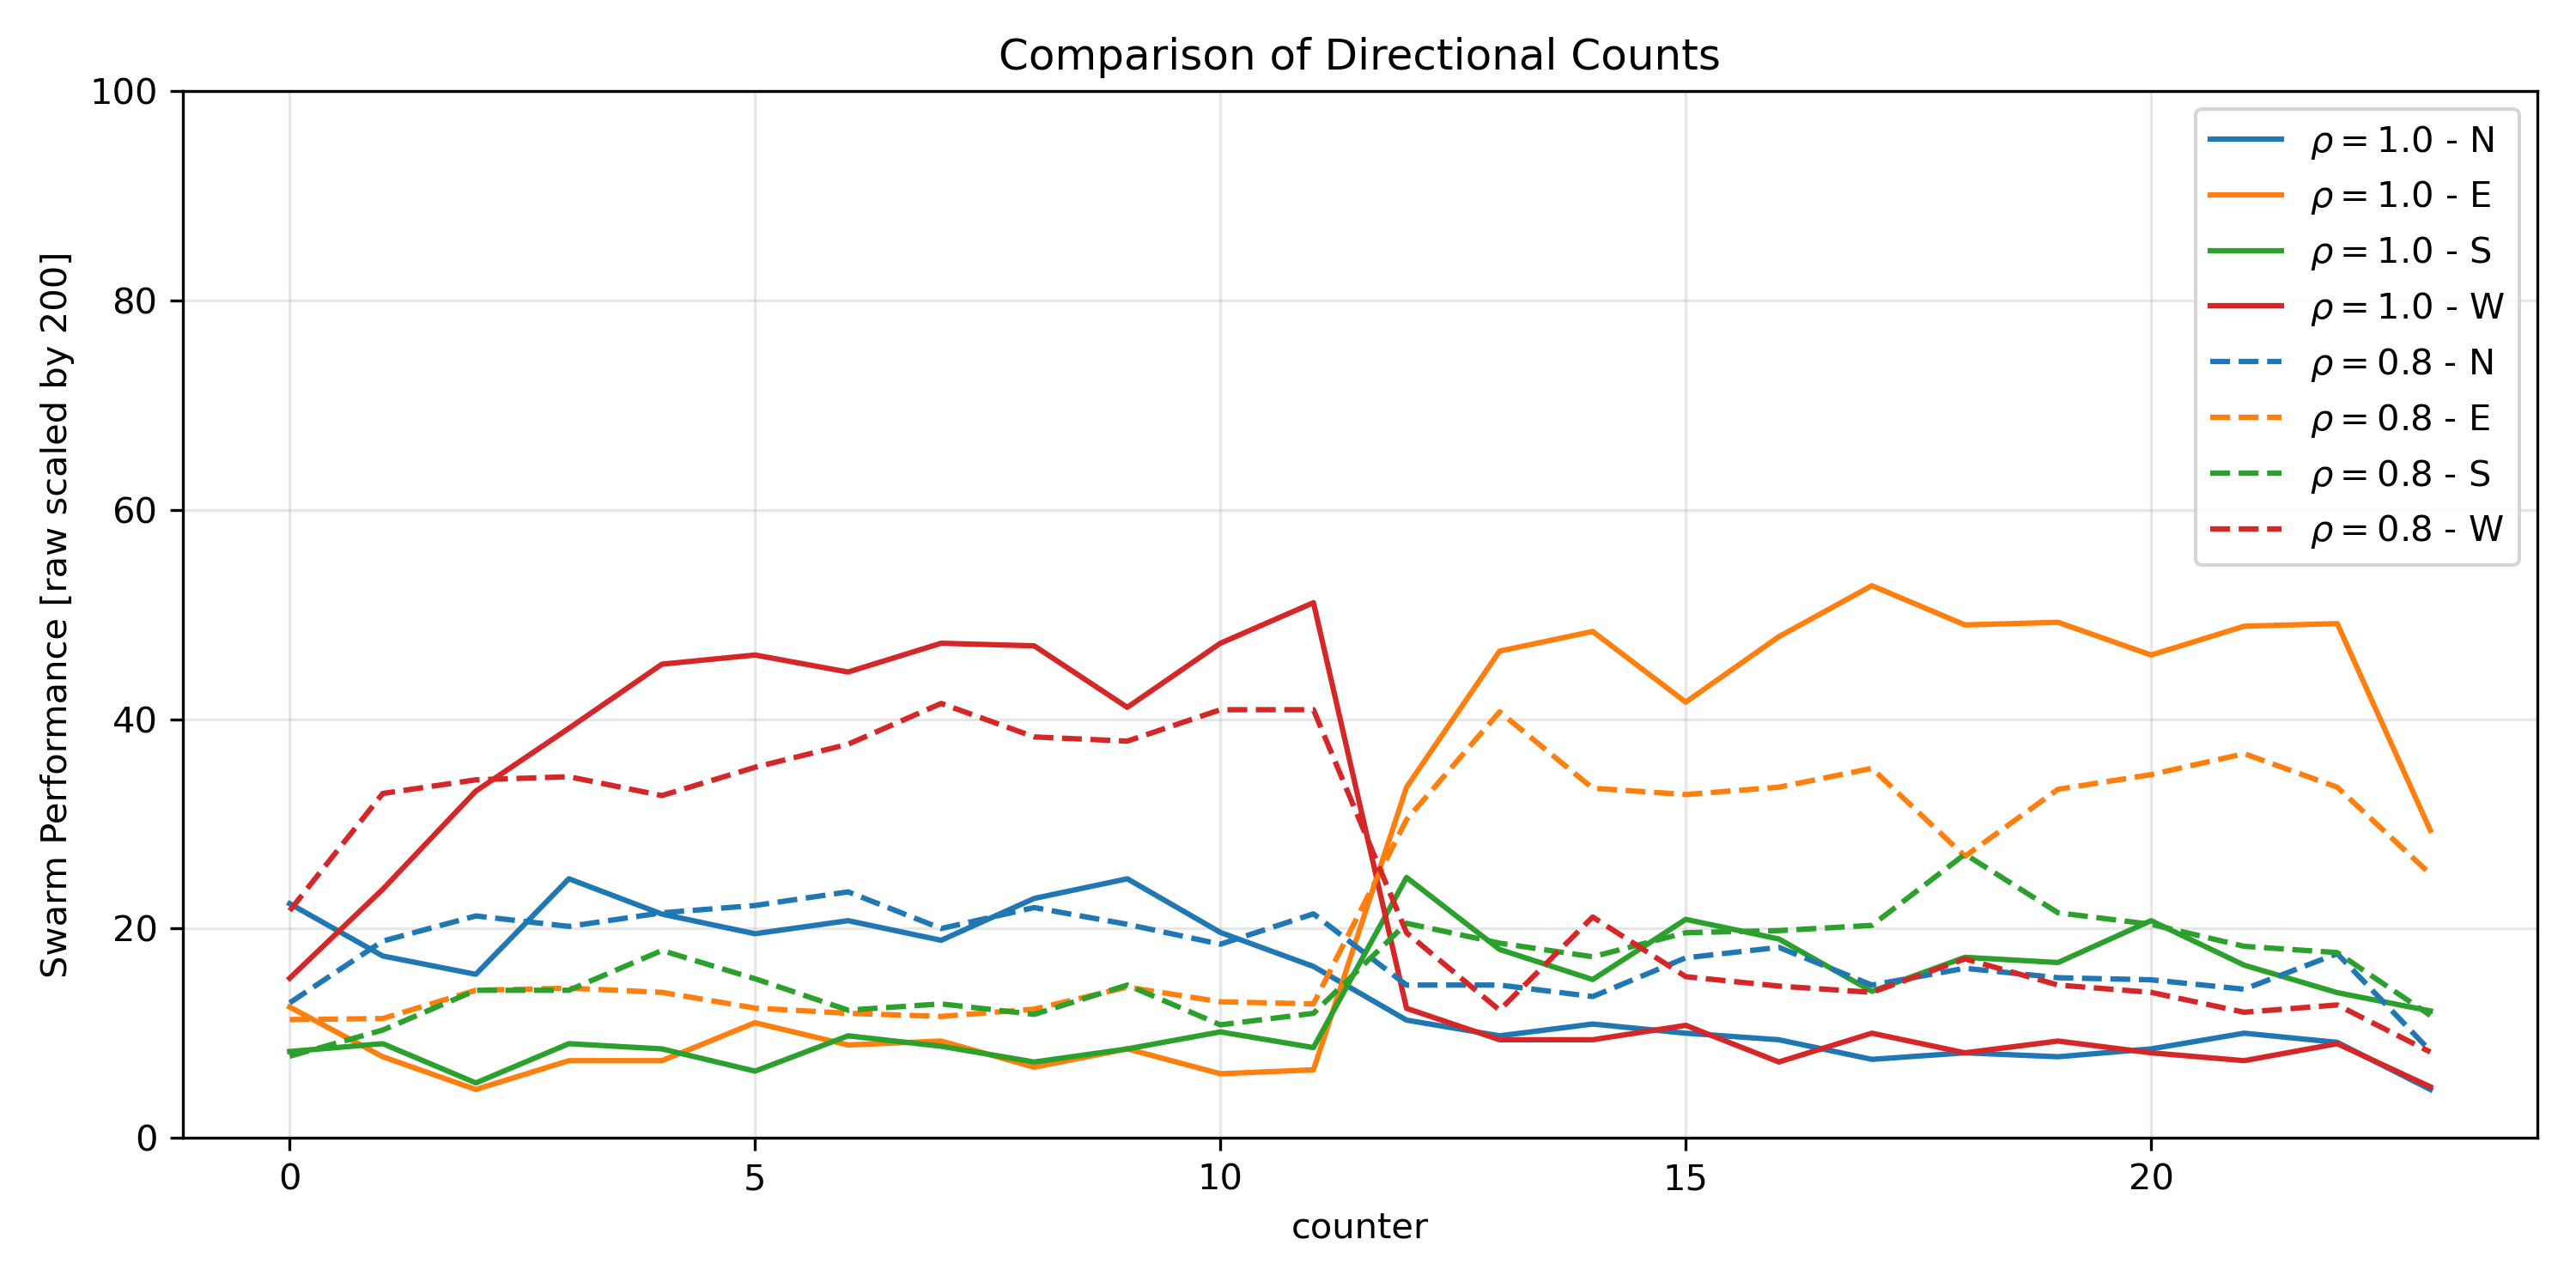 Comparison of Directional Counts
Swarm Performance [raw scaled by 200]
100
80
60
40
20
0
0 5 10 15 20
counter
ρ = 1.0 - N
ρ = 1.0 - E
ρ = 1.0 - S
ρ = 1.0 - W
ρ = 0.8 - N
ρ = 0.8 - E
ρ = 0.8 - S
ρ = 0.8 - W